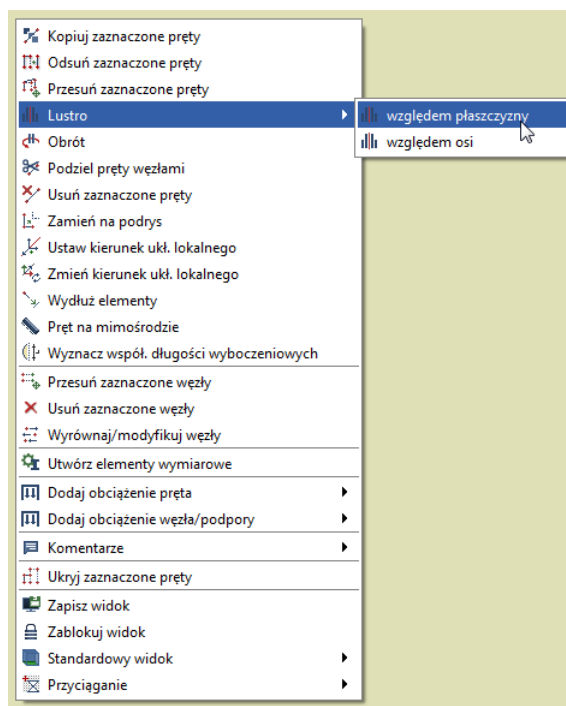 Kopiuj zaznaczone pręty
Odsuń zaznaczone pręty
Przesuń zaznaczone pręty
Lustro
względem płaszczyzny
Obrót
względem osi
Podziel pręty węzłami
Usuń zaznaczone pręty
Zamień na podrys
Ustaw kierunek ukł. lokalnego
Zmień kierunek ukł. lokalnego
Wydłuż elementy
Pręt na mimośrodzie
Wyznacz współ. długości wyboczeniowych
Przesuń zaznaczone węzły
Usuń zaznaczone węzły
Wyrównaj/modyfikuj węzły
Utwórz elementy wymiarowe
Dodaj obciążenie pręta
Dodaj obciążenie węzła/podpory
Komentarze
Ukryj zaznaczone pręty
Zapisz widok
Zablokuj widok
Standardowy widok
Przyciąganie